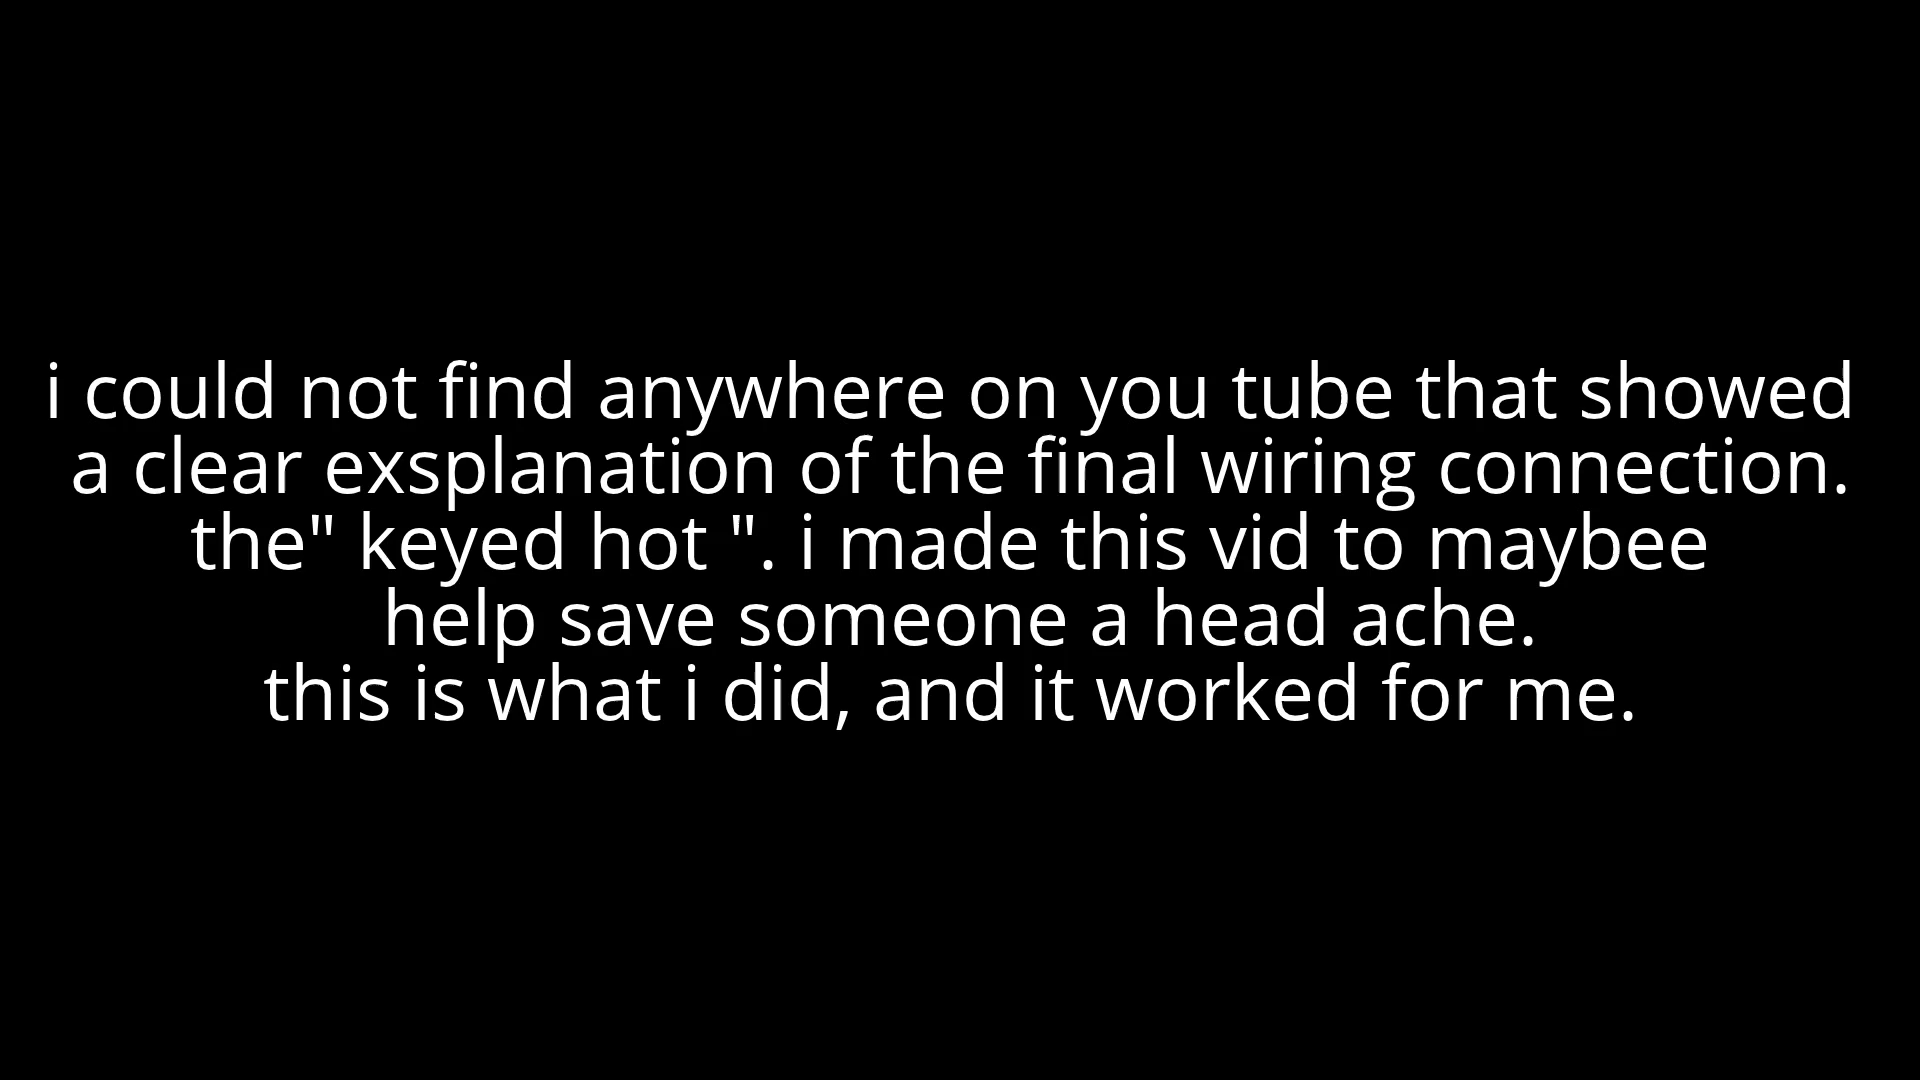 i could not find anywhere on you tube that showed
a clear exsplanation of the final wiring connection.
the" keyed hot ". i made this vid to maybee
help save someone a head ache.
this is what i did, and it worked for me.